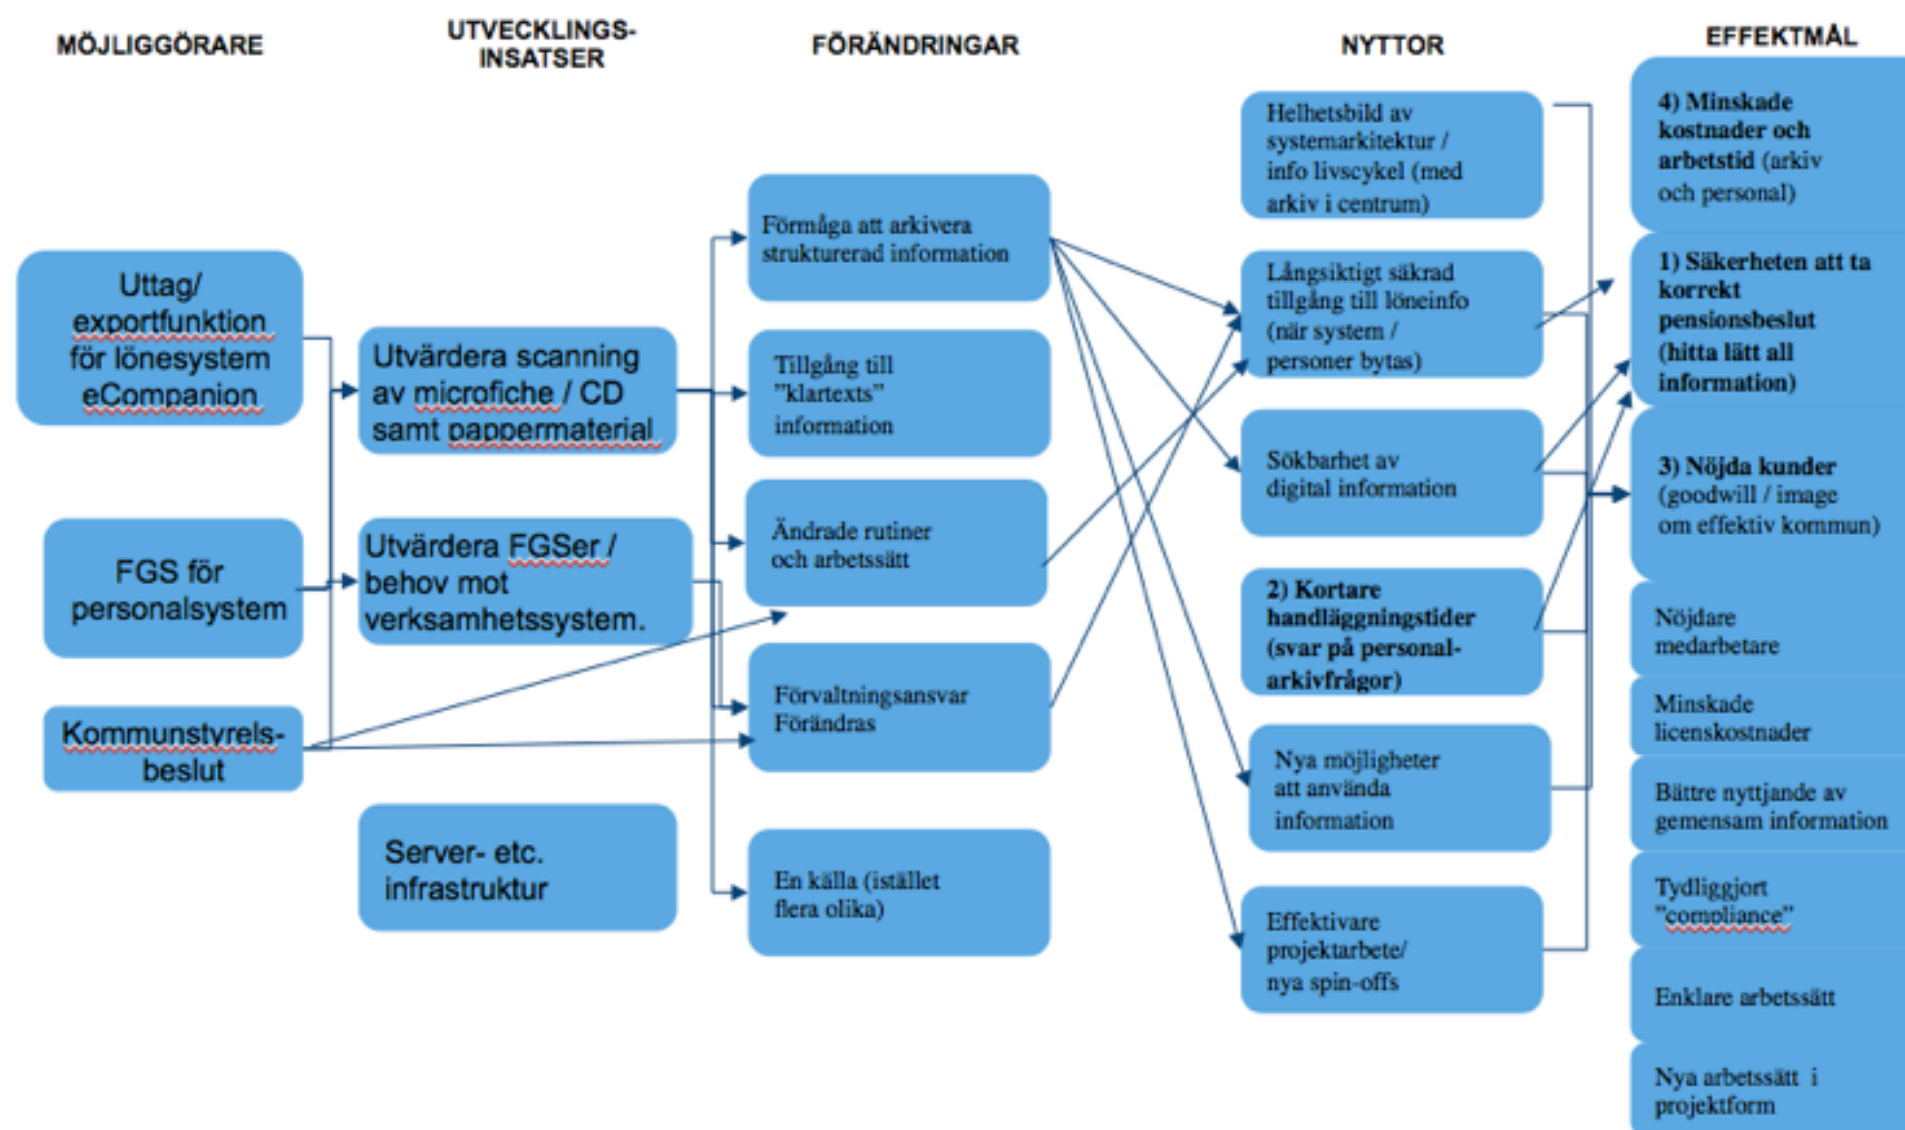 MÖJLIGGÖRARE
UTVECKLINGS-
INSATSER
FÖRÄNDRINGAR
NYTTOR
EFFEKTMÅL
Uttag/
exportfunktion
för lönesystem
eCompanion
FGS för
personalsystem
Kommunstyrels-
beslut
Utvärdera scanning
av microfiche / CD
samt pappermaterial
Utvärdera FGSer /
behov mot
verksamhetssystem.
Server- etc.
infrastruktur
Förmåga att arkivera
strukturerad information
Tillgång till
”klartexts”
information
Ändrade rutiner
och arbetssätt
Förvaltningsansvar
Förändras
En källa (istället
flera olika)
Helhetsbild av
systemarkitektur /
info livscykel (med
arkiv i centrum)
Långsiktigt säkrad
tillgång till löneinfo
(när system /
personer bytas)
Sökbarhet av
digital information
2) Kortare
handläggningstider
(svar på personal-
arkivfrågor)
Nya möjligheter
att använda
information
Effektivare
projektarbete/
nya spin-offs
4) Minskade
kostnader och
arbetstid (arkiv
och personal)
1) Säkerheten att ta
korrekt
pensionsbeslut
(hitta lätt all
information)
3) Nöjda kunder
(goodwill / image
om effektiv kommun)
Nöjdare
medarbetare
Minskade
licenskostnader
Bättre nyttjande av
gemensam information
Tydliggjort
”compliance”
Enklare arbetssätt
Nya arbetssätt i
projektform